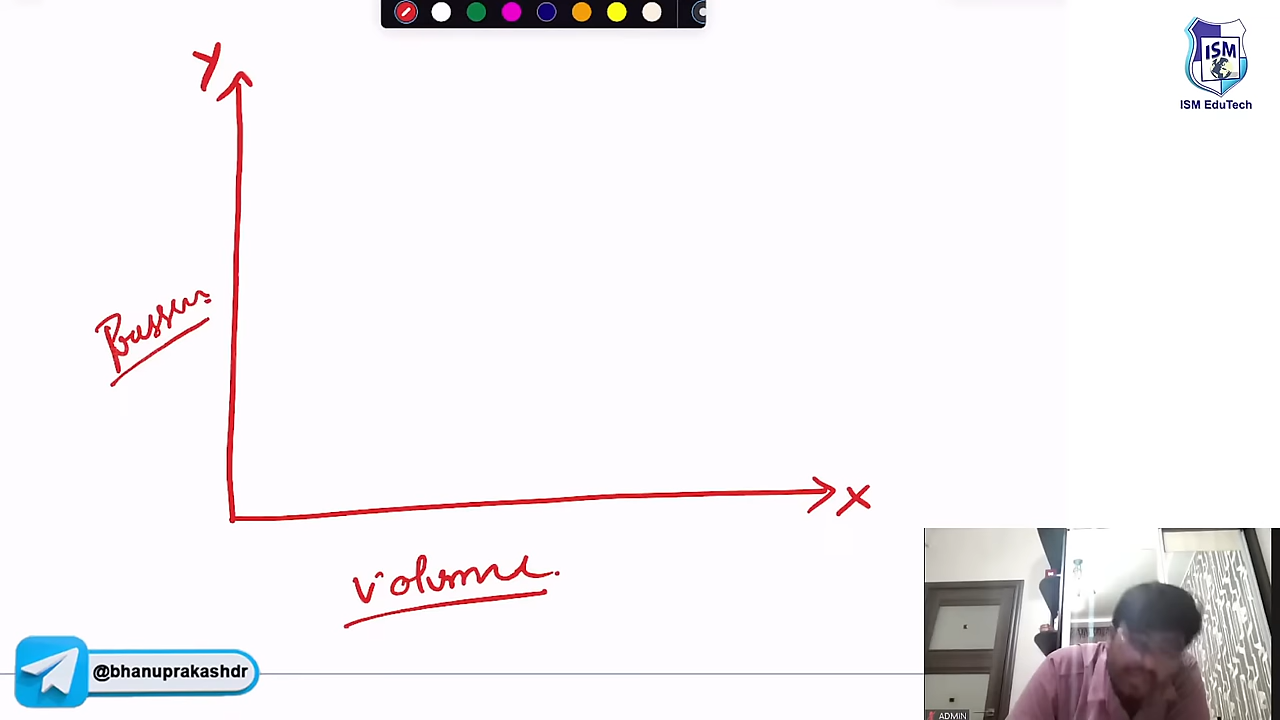 ISM
ISM EduTech
Y
Pressure
X
Volume.
@bhanuprakashdr
ADMIN